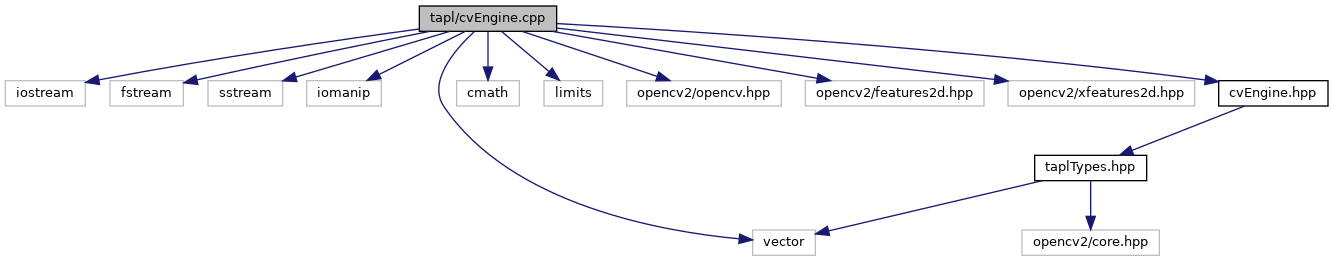 tapl/cvEngine.cpp
iostream
fstream
sstream
iomanip
cmath
limits
opencv2/opencv.hpp
opencv2/features2d.hpp
opencv2/xfeatures2d.hpp
cvEngine.hpp
taplTypes.hpp
vector
opencv2/core.hpp